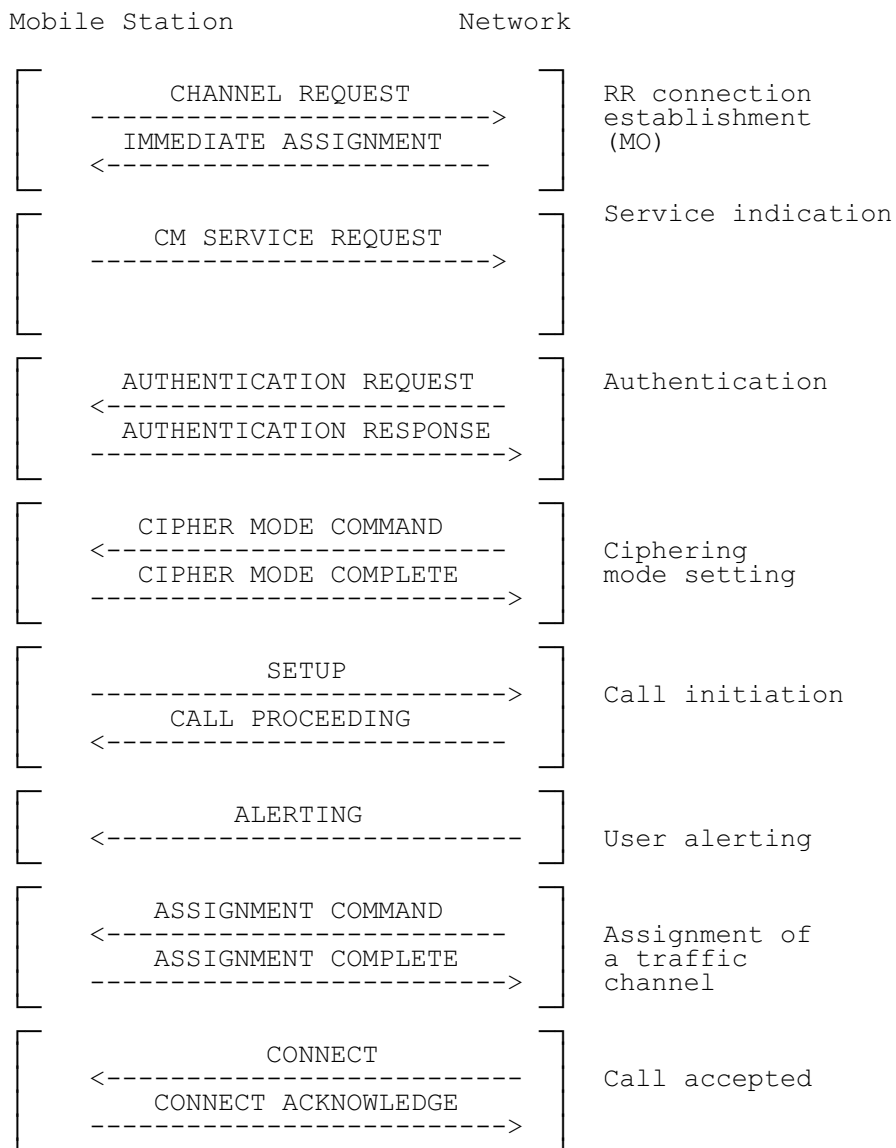 Mobile Station Network
CHANNEL REQUEST RR connection
establishment
IMMEDIATE ASSIGNMENT (MO)
Service indication
CM SERVICE REQUEST
AUTHENTICATION REQUEST Authentication
AUTHENTICATION RESPONSE
CIPHER MODE COMMAND
Ciphering
CIPHER MODE COMPLETE mode setting
SETUP
Call initiation
CALL PROCEEDING
ALERTING
User alerting
ASSIGNMENT COMMAND
Assignment of
ASSIGNMENT COMPLETE a traffic
channel
CONNECT
Call accepted
CONNECT ACKNOWLEDGE